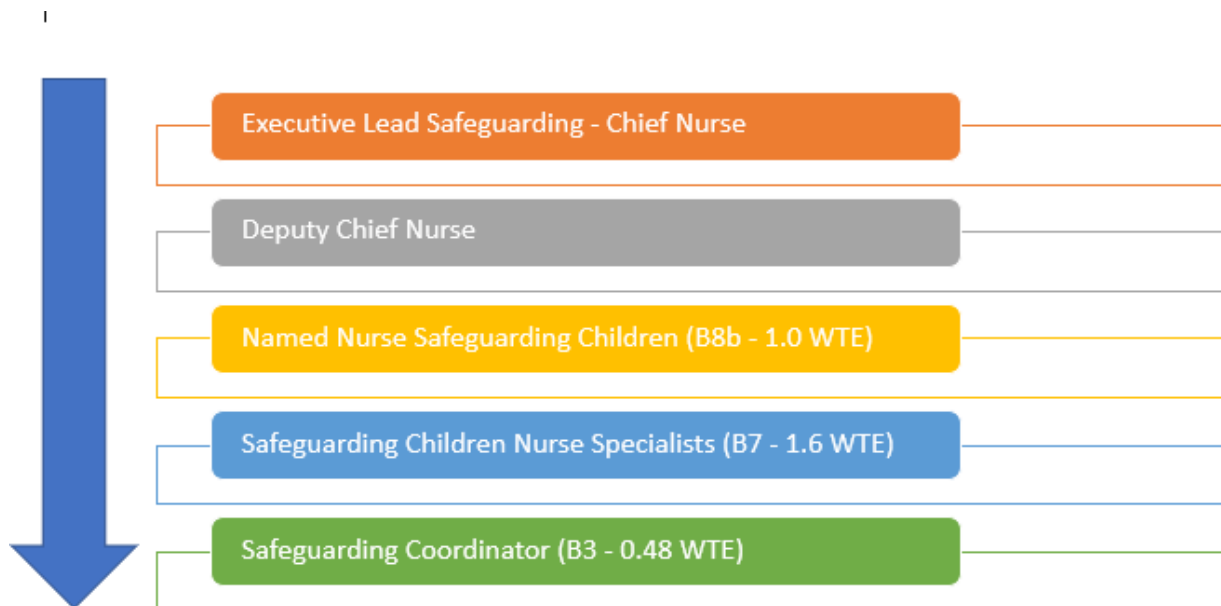 Executive Lead Safeguarding - Chief Nurse
Deputy Chief Nurse
Named Nurse Safeguarding Children (B8b - 1.0 WTE)
Safeguarding Children Nurse Specialists (B7 - 1.6 WTE)
Safeguarding Coordinator (B3 - 0.48 WTE)